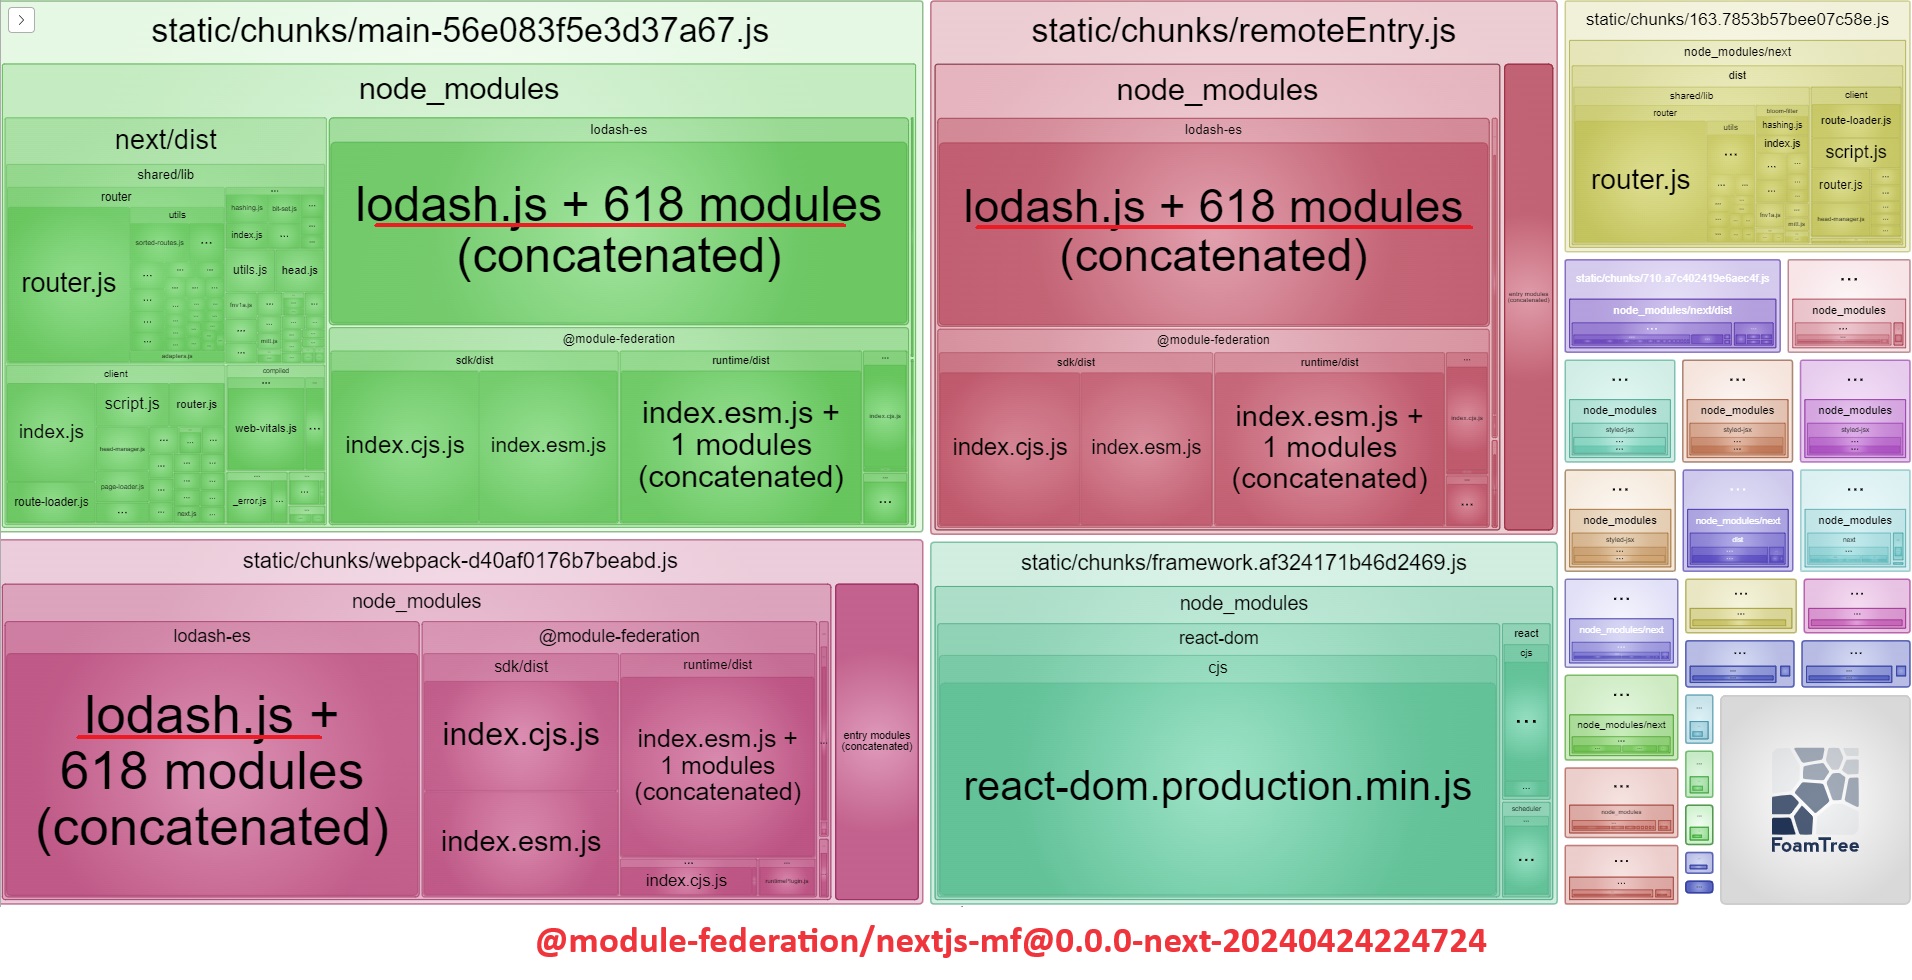 static/chunks/main-56e083f5e3d37a67.js
node_modules
next/dist
shared/lib
router
router.js
utils
sorted-routes.js
...
adapters.js
...
hashing.js
bit-set.js
...
index.js
...
utils.js
head.js
fnv1a.js
...
mill.js
client
index.js
script.js
router.js
head-manager.js
route-loader.js
page-loader.js
...
next.js
compiled
...
web-vitals.js
...
_error.js
...
lodash-es
lodash.js + 618 modules
(concatenated)
@module-federation
sdk/dist
index.cjs.js
index.esm.js
runtime/dist
index.esm.js +
1 modules
(concatenated)
...
index.cjs.js
...
static/chunks/remoteEntry.js
node_modules
lodash-es
lodash.js + 618 modules
(concatenated)
@module-federation
sdk/dist
index.cjs.js
index.esm.js
runtime/dist
index.esm.js +
1 modules
(concatenated)
...
index.cjs.js
...
entry modules
(concatenated)
static/chunks/webpack-d40af0176b7beabd.js
node_modules
lodash-es
lodash.js +
618 modules
(concatenated)
@module-federation
sdk/dist
index.cjs.js
index.esm.js
runtime/dist
index.esm.js +
1 modules
(concatenated)
...
index.cjs.js
...
entry modules
(concatenated)
static/chunks/framework.af324171b46d2469.js
node_modules
react-dom
cjs
react-dom.production.min.js
react
cjs
...
scheduler
...
static/chunks/163.7853b57bee07c58e.js
node_modules/next
dist
shared/lib
router
router.js
utils
...
bloom-filter
hashing.js
index.js
...
fnv1a.js
mill.js
client
route-loader.js
script.js
router.js
head-manager.js
static/chunks/710.a7c402419e6aec4f.js
node_modules/next/dist
...
...
node_modules
...
...
node_modules
styled-jsx
...
...
node_modules
styled-jsx
...
...
node_modules
styled-jsx
...
...
node_modules
styled-jsx
...
...
node_modules/next
dist
...
node_modules
next
...
...
node_modules/next
...
...
...
...
...
node_modules/next
...
...
node_modules
...
...
FoamTree
@module-federation/nextjs-mf@0.0.0-next-20240424224724